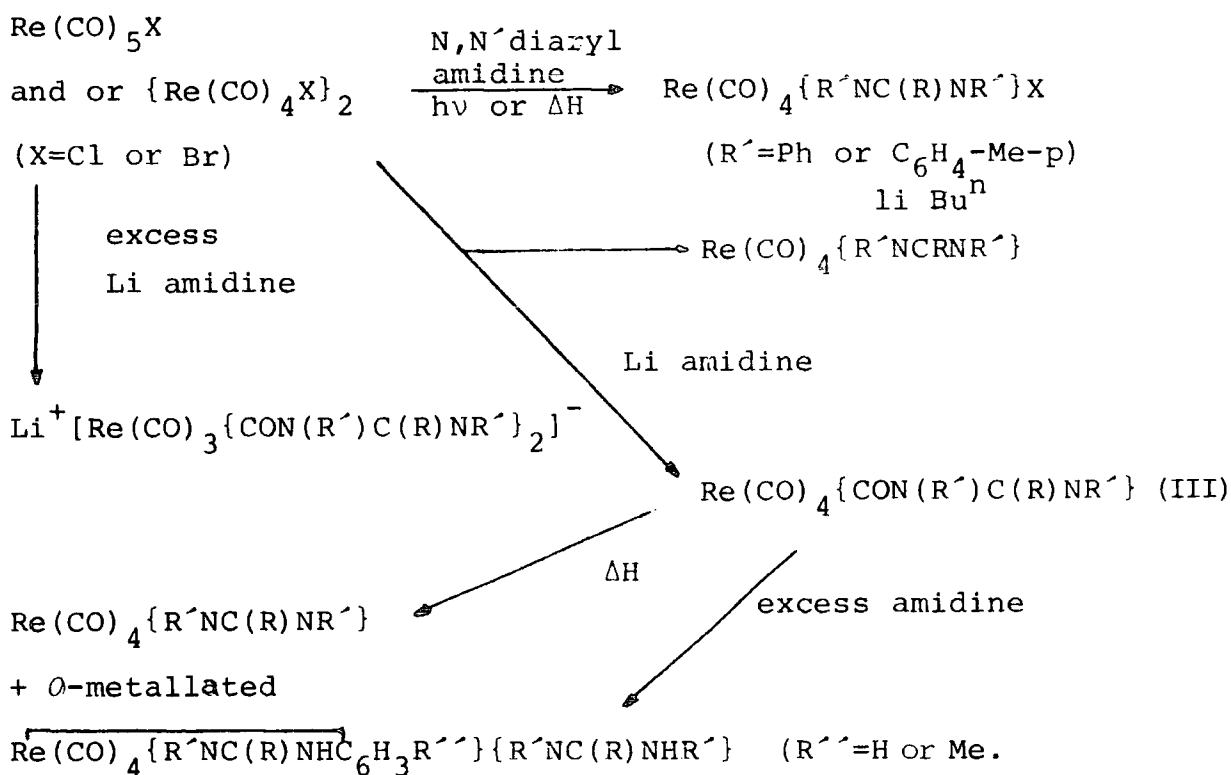 Re(CO)5X
and or {Re(CO)4X}2
(X=Cl or Br)
N,N´diaryl
amidine
hν or ΔH
Re(CO)4{R´NC(R)NR´}X
(R´=Ph or C6H4-Me-p)
li Bu^n
Re(CO)4{R´NCRNR´}
excess
Li amidine
Li amidine
Li+[Re(CO)3{CON(R´)C(R)NR´}2]-
Re(CO)4{CON(R´)C(R)NR´} (III)
ΔH
excess amidine
Re(CO)4{R´NC(R)NR´}
+ O-metallated
Re(CO)4{R´NC(R)NHC6H3R´´}{R´NC(R)NHR´} (R´´=H or Me.